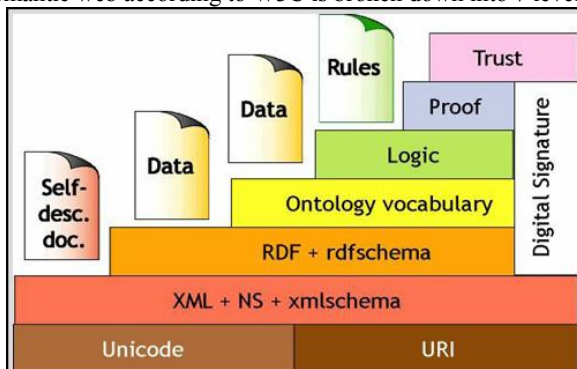 Trust
Rules
Proof
Data
Logic
Data
Self-
desc.
doc.
Ontology vocabulary
Digital Signature
RDF + rdfschema
XML + NS + xmlschema
Unicode
URI